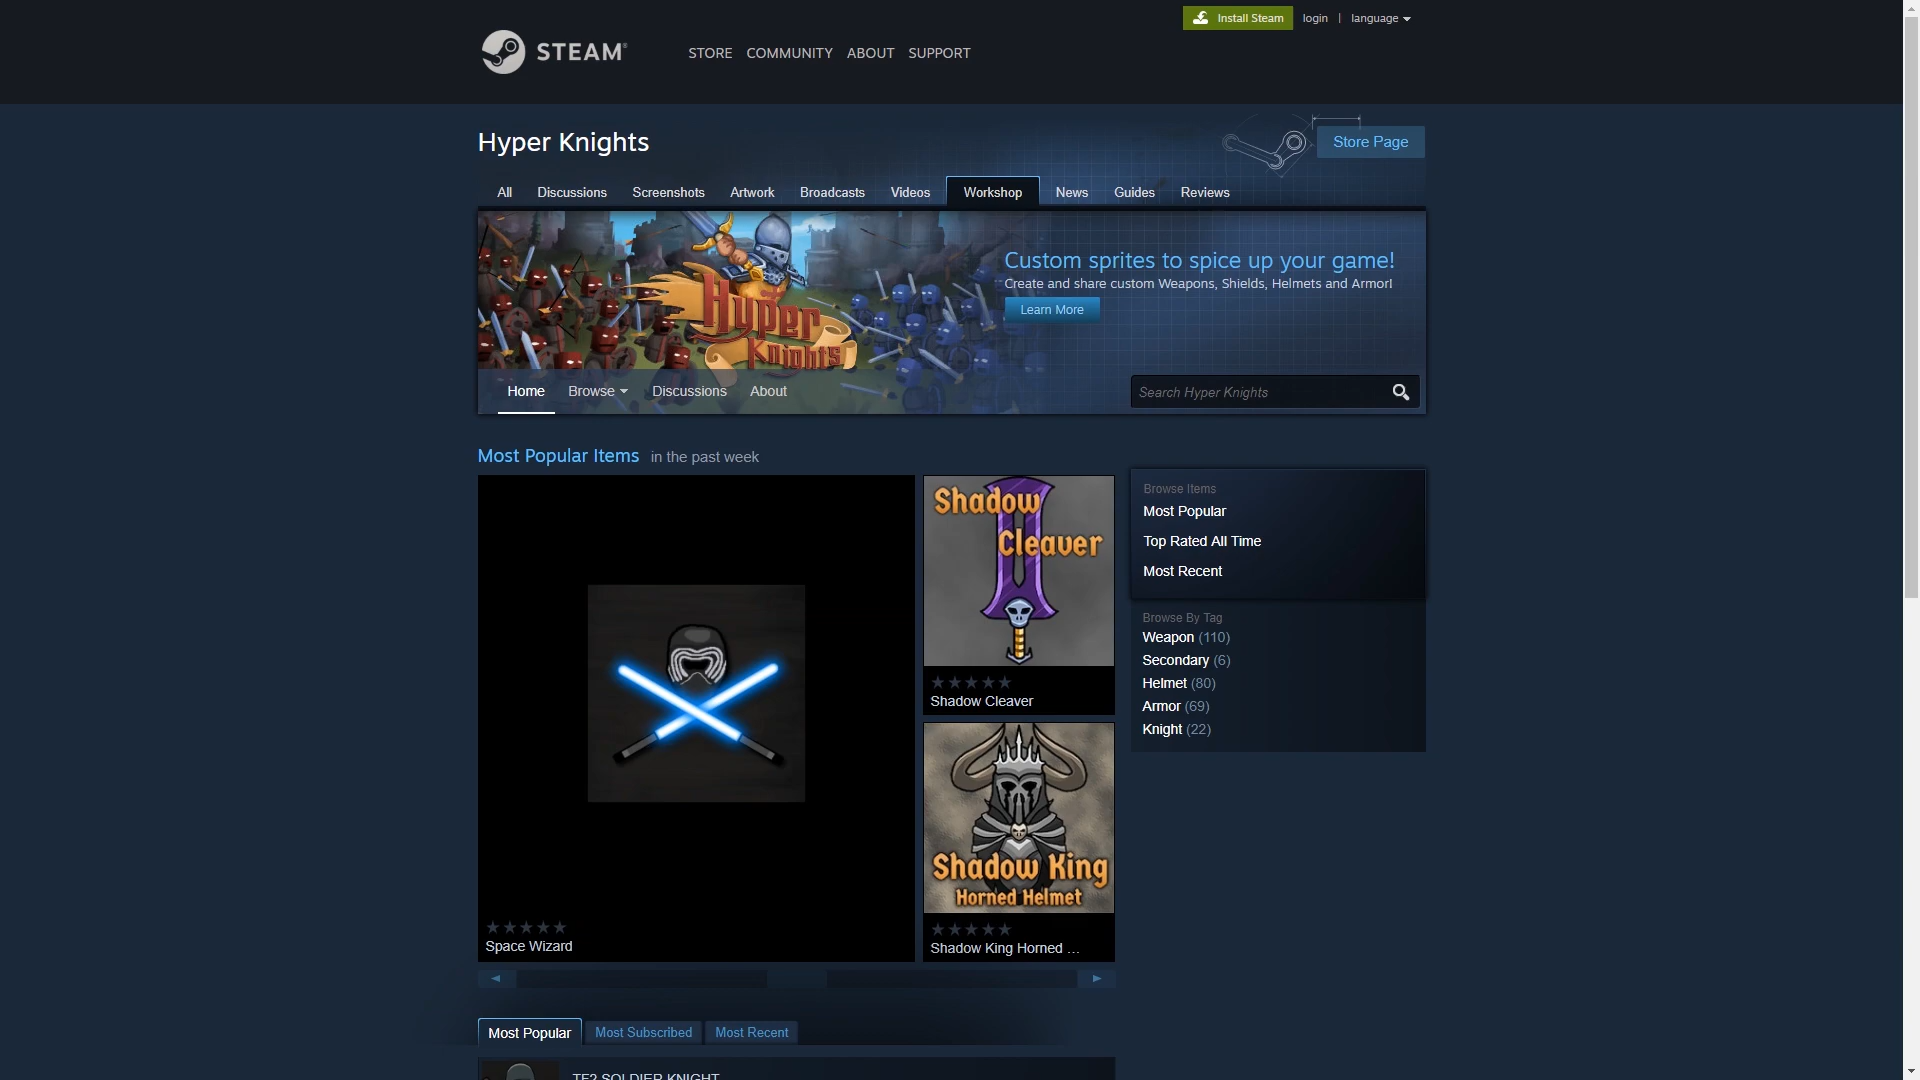 Install Steam login | language
STEAM
STORE COMMUNITY ABOUT SUPPORT
Hyper Knights
Store Page
All Discussions Screenshots Artwork Broadcasts Videos Workshop News Guides Reviews
Custom sprites to spice up your game!
Create and share custom Weapons, Shields, Helmets and Armor!
Learn More
Hyper
Knights
Home Browse Discussions About
Search Hyper Knights
Most Popular Items in the past week
Space Wizard
Shadow
Cleaver
Shadow Cleaver
Shadow King
Horned Helmet
Shadow King Horned ...
Browse Items
Most Popular
Top Rated All Time
Most Recent
Browse By Tag
Weapon (110)
Secondary (6)
Helmet (80)
Armor (69)
Knight (22)
Most Popular Most Subscribed Most Recent
TF2 SOLDIER KNIGHT